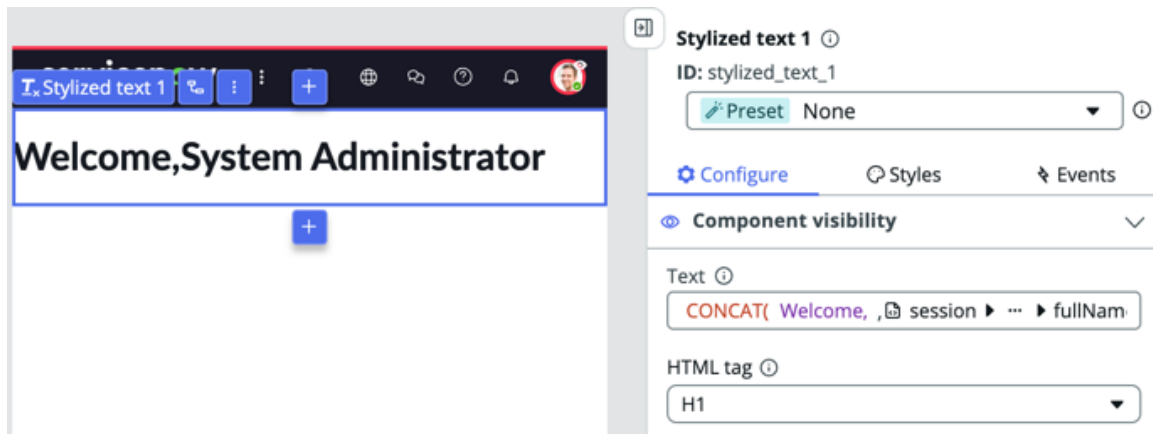 Stylized text 1
ID: stylized_text_1
Preset None
Configure Styles Events
Component visibility
Text
CONCAT( Welcome, , session ▶ ··· ▶ fullNam
HTML tag
H1
Tx Stylized text 1
Welcome,System Administrator